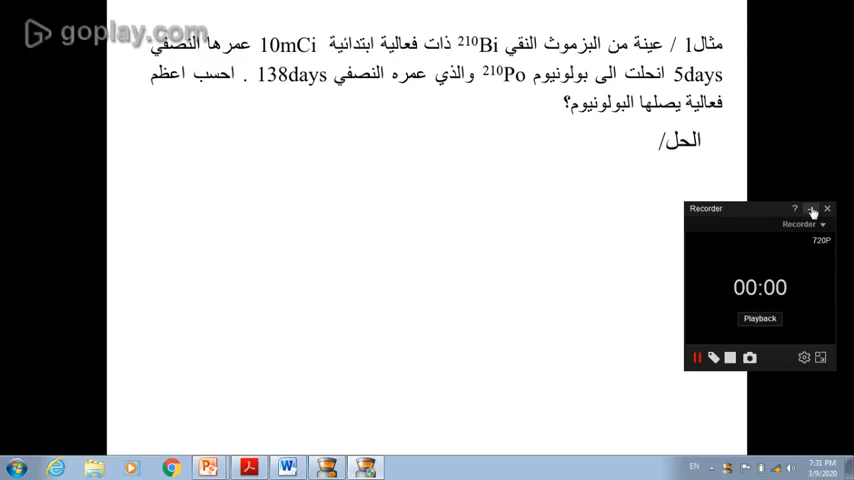 goplay.com
مثال1 / عينة من البزموث النقي ²¹⁰Bi ذات فعالية ابتدائية 10mCi عمرها النصفي
5days انحلت الى بولونيوم ²¹⁰Po والذي عمره النصفي 138days . احسب اعظم
فعالية يصلها البولونيوم؟
الحل/
Recorder ?
Recorder
720P
00:00
Playback
EN
7:31 PM
3/9/2020